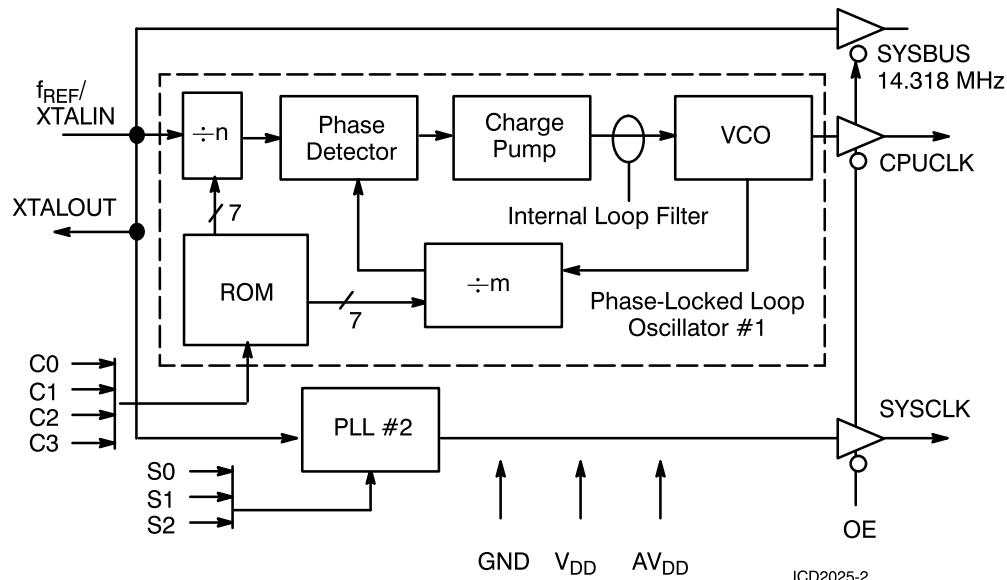 SYSBUS
14.318 MHz
fREF/
XTALIN
÷n
Phase
Detector
Charge
Pump
VCO
CPUCLK
XTALOUT
7
Internal Loop Filter
ROM
÷m
7
Phase-Locked Loop
Oscillator #1
C0
C1
C2
C3
PLL #2
SYSCLK
S0
S1
S2
OE
GND
VDD
AVDD
ICD2025-2